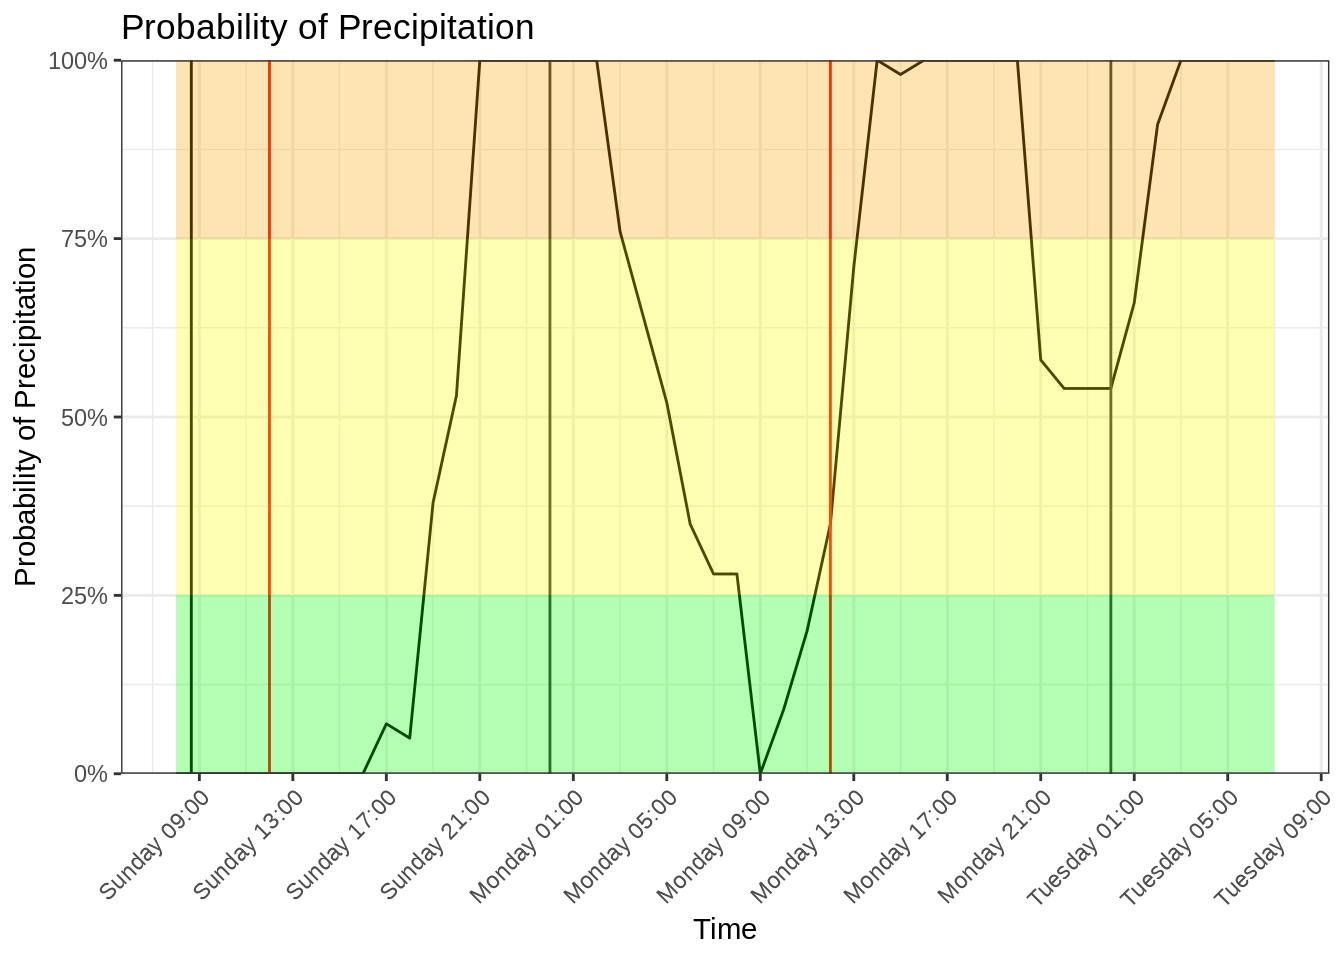 Probability of Precipitation
Probability of Precipitation
100%
75%
50%
25%
0%
Sunday 09:00
Sunday 13:00
Sunday 17:00
Sunday 21:00
Monday 01:00
Monday 05:00
Monday 09:00
Monday 13:00
Monday 17:00
Monday 21:00
Tuesday 01:00
Tuesday 05:00
Tuesday 09:00
Time